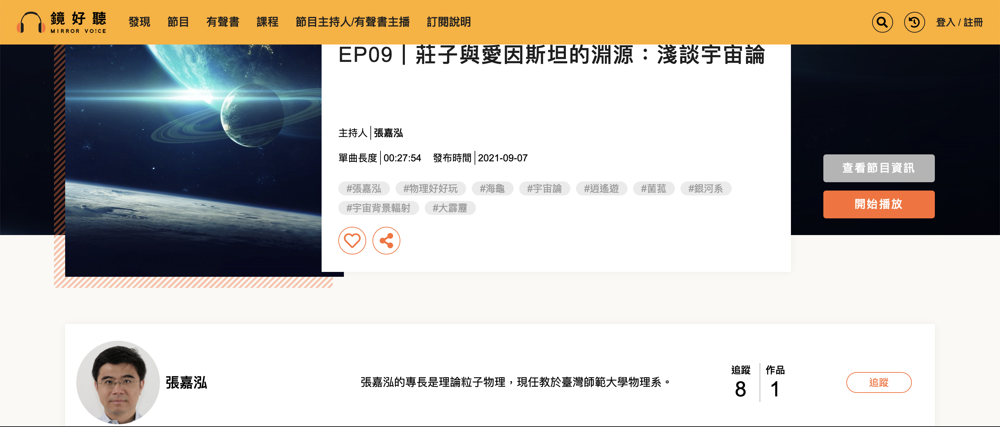 鏡好聽
MIRROR VO!CE
發現 節目 有聲書 課程 節目主持人/有聲書主播 訂閱說明
登入 / 註冊
EP09｜莊子與愛因斯坦的淵源：淺談宇宙論
主持人 張嘉泓
單曲長度 00:27:54 發布時間 2021-09-07
#張嘉泓 #物理好好玩 #海龜 #宇宙論 #逍遙遊 #菌菰 #銀河系
#宇宙背景輻射 #大霹靂
查看節目資訊
開始播放
張嘉泓
張嘉泓的專長是理論粒子物理，現任教於臺灣師範大學物理系。
追蹤 作品
8 1
追蹤